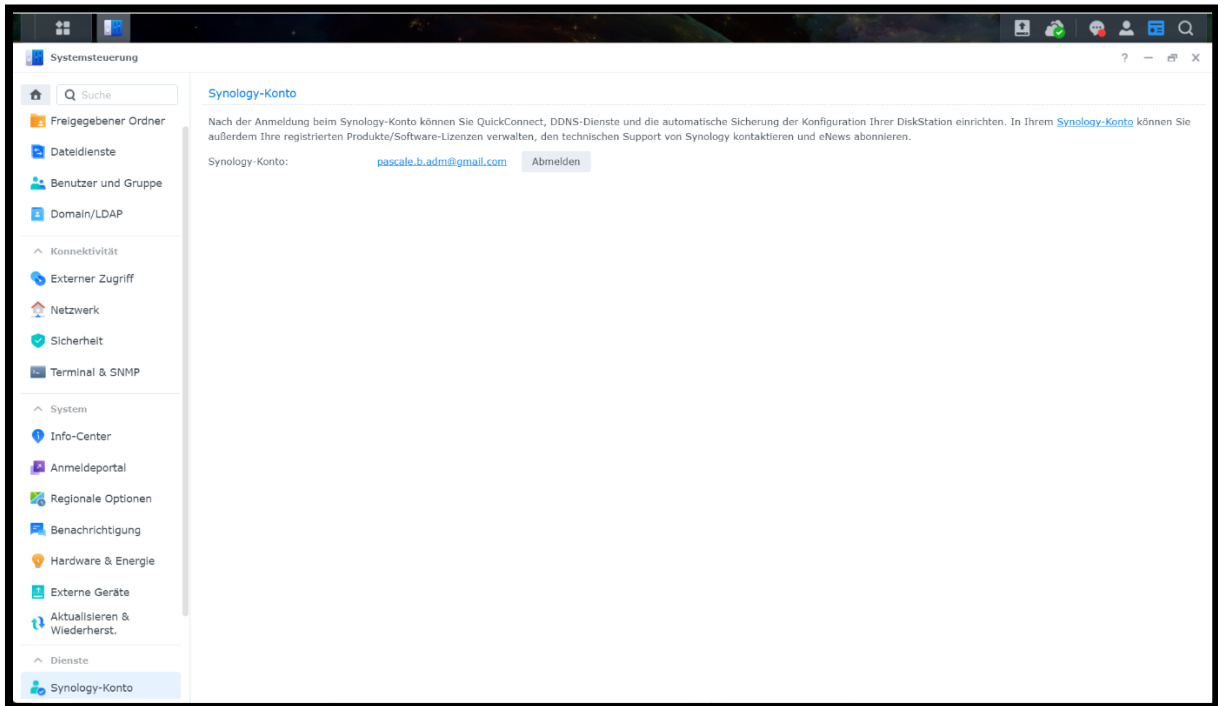 Systemsteuerung
?
Suche
Freigegebener Ordner
Dateidienste
Benutzer und Gruppe
Domain/LDAP
Konnektivität
Externer Zugriff
Netzwerk
Sicherheit
Terminal & SNMP
System
Info-Center
Anmeldeportal
Regionale Optionen
Benachrichtigung
Hardware & Energie
Externe Geräte
Aktualisieren &
Wiederherst.
Dienste
Synology-Konto
Synology-Konto
Nach der Anmeldung beim Synology-Konto können Sie QuickConnect, DDNS-Dienste und die automatische Sicherung der Konfiguration Ihrer DiskStation einrichten. In Ihrem Synology-Konto können Sie
außerdem Ihre registrierten Produkte/Software-Lizenzen verwalten, den technischen Support von Synology kontaktieren und eNews abonnieren.
Synology-Konto: pascale.b.adm@gmail.com Abmelden